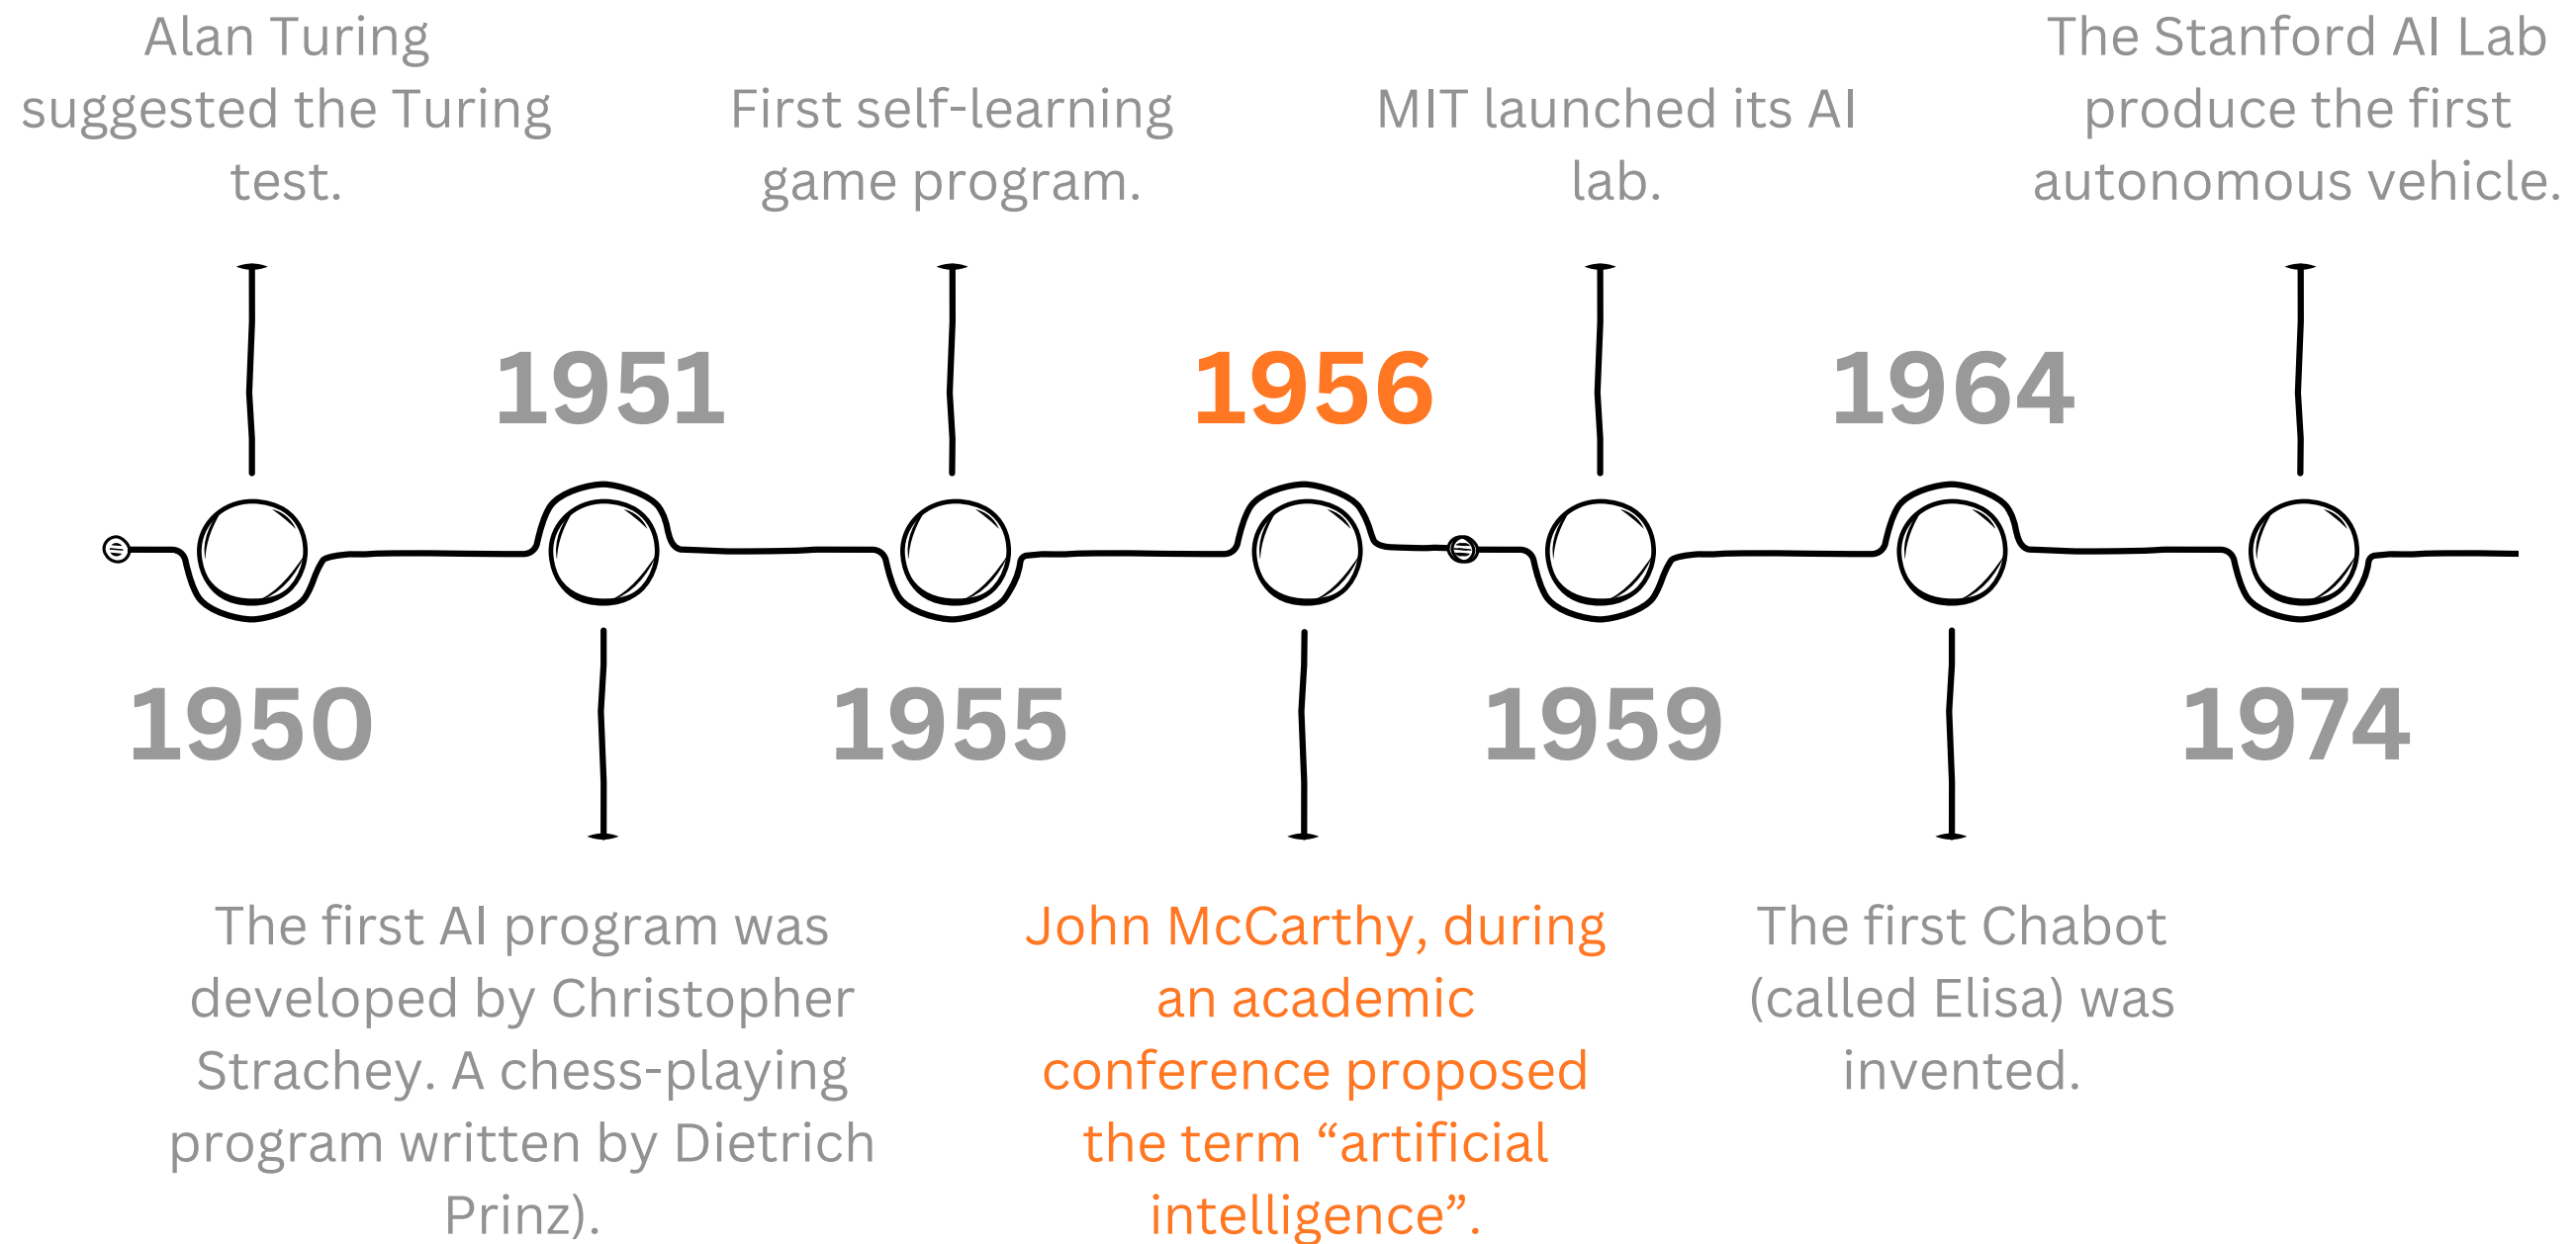 Alan Turing
suggested the Turing
test.
1950
1951
The first AI program was
developed by Christopher
Strachey. A chess-playing
program written by Dietrich
Prinz).
First self-learning
game program.
1955
1956
John McCarthy, during
an academic
conference proposed
the term “artificial
intelligence”.
MIT launched its AI
lab.
1959
1964
The first Chabot
(called Elisa) was
invented.
The Stanford AI Lab
produce the first
autonomous vehicle.
1974